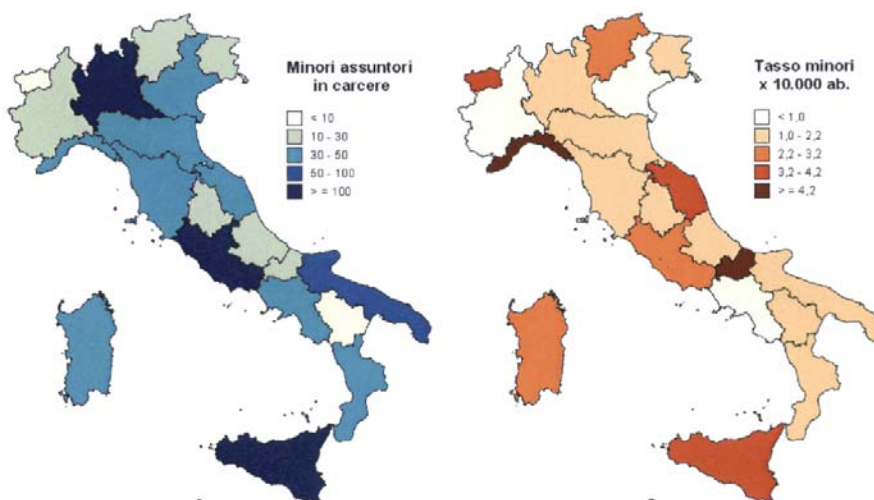 Minori assuntori
in carcere
< 10
10 - 30
30 - 50
50 - 100
> = 100
Tasso minori
x 10.000 ab.
< 1,0
1,0 - 2,2
2,2 - 3,2
3,2 - 4,2
> = 4,2